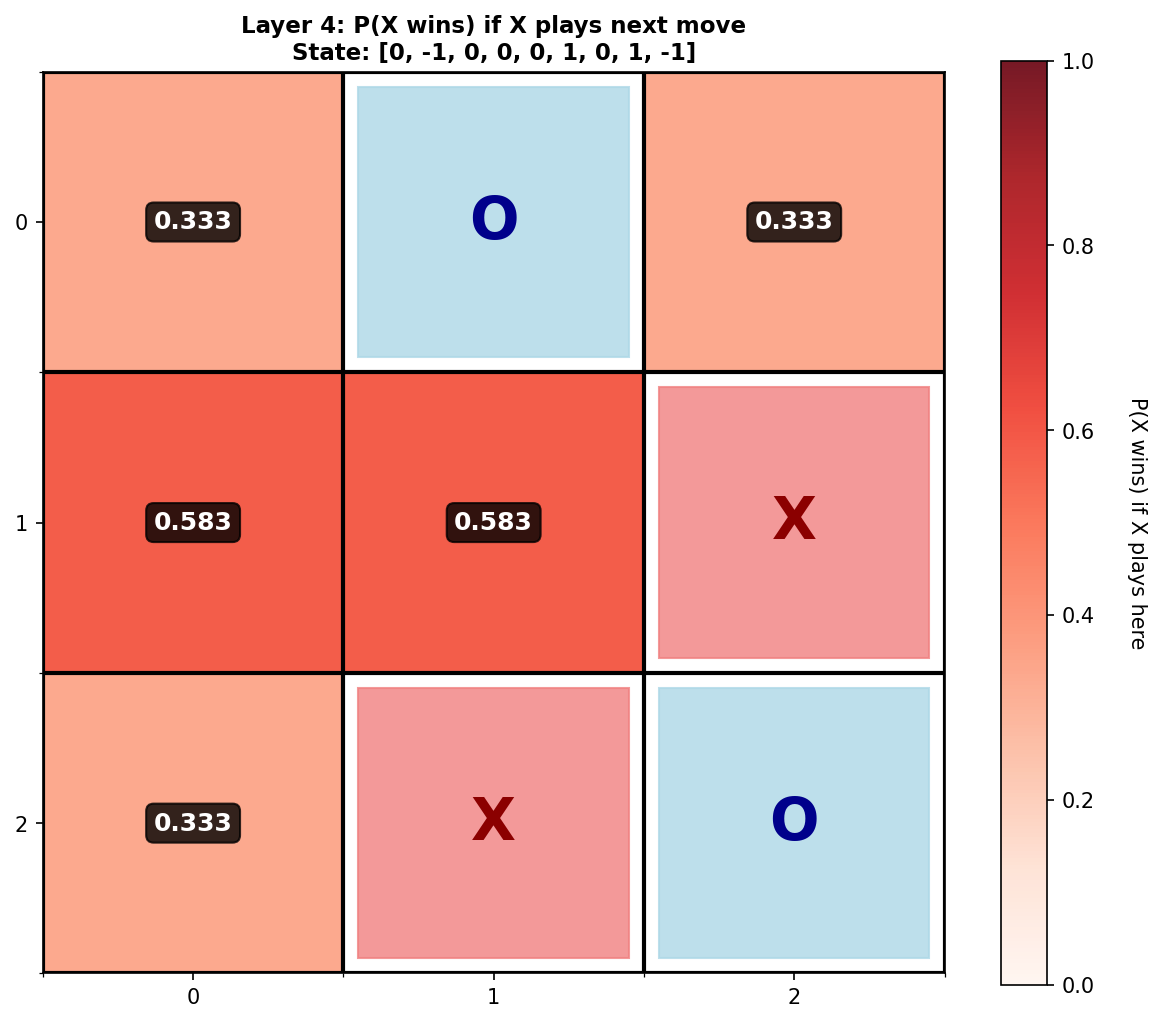 Layer 4: P(X wins) if X plays next move
State: [0, -1, 0, 0, 0, 1, 0, 1, -1]
0
0.333
O
0.333
1
0.583
0.583
X
2
0.333
X
O
0
1
2
1.0
0.8
0.6
0.4
0.2
0.0
P(X wins) if X plays here